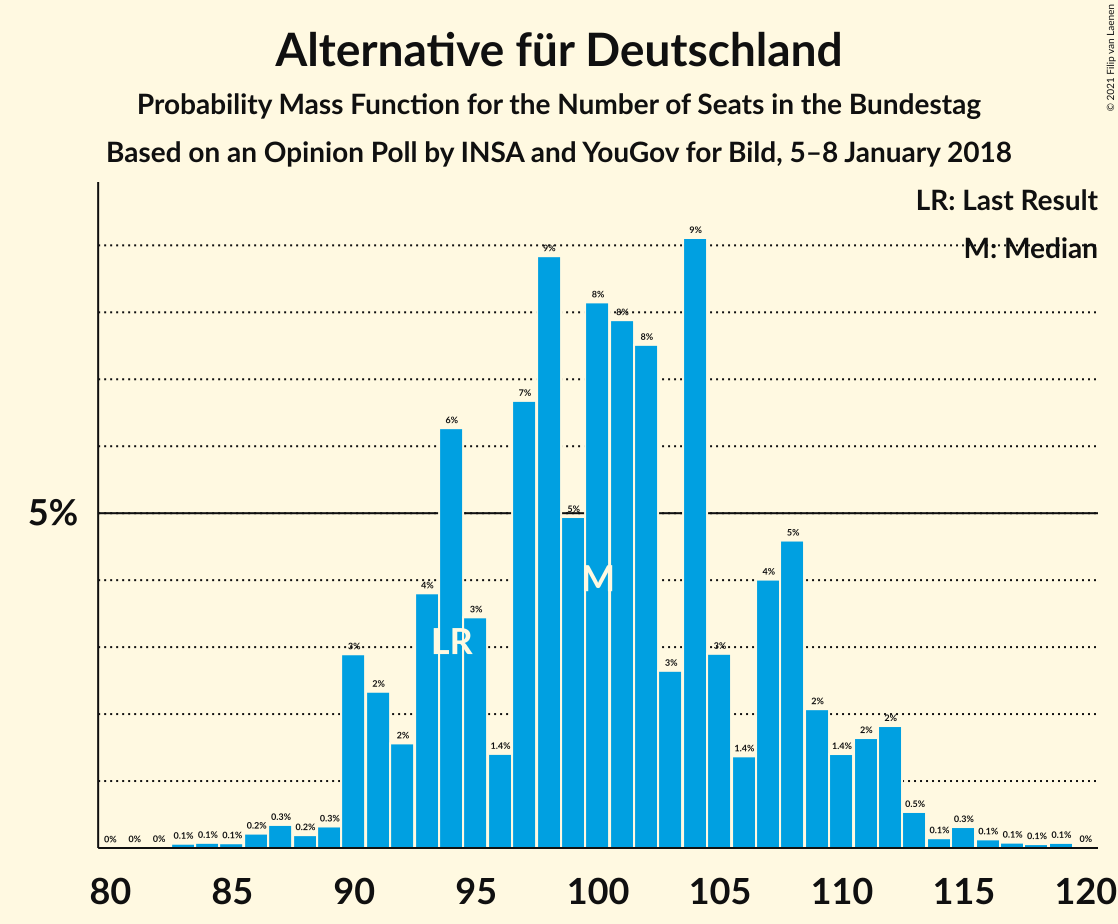 Alternative für Deutschland
Probability Mass Function for the Number of Seats in the Bundestag
Based on an Opinion Poll by INSA and YouGov for Bild, 5–8 January 2018
© 2021 Filip van Laenen
LR: Last Result
M: Median
5%
0% 0% 0% 0.1% 0.1% 0.1% 0.2% 0.3% 0.2% 0.3% 3% 2% 2% 4% 6% 3% 1.4% 7% 9% 5% 8% 8% 8% 3% 9% 3% 1.4% 4% 5% 2% 1.4% 2% 2% 0.5% 0.1% 0.3% 0.1% 0.1% 0.1% 0.1% 0%
LR
M
80 85 90 95 100 105 110 115 120